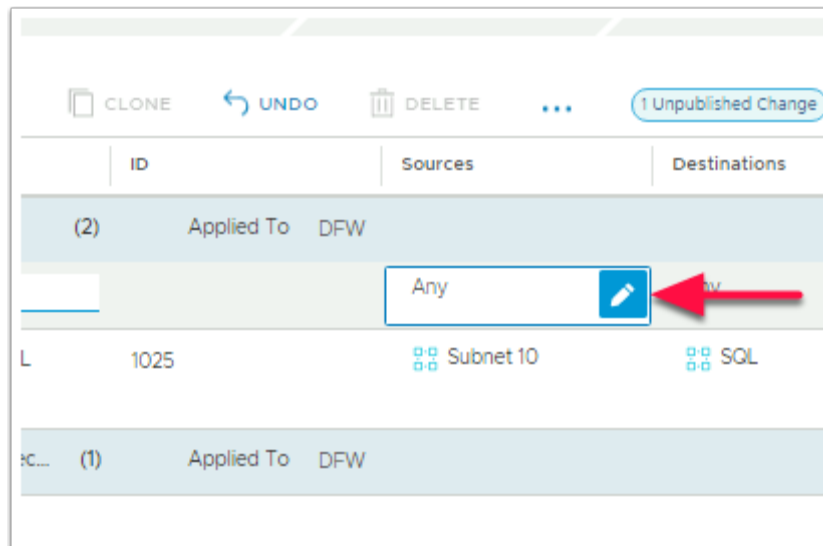 CLONE UNDO DELETE ... 1 Unpublished Change
ID Sources Destinations
(2) Applied To DFW
Any
L 1025 Subnet 10 SQL
ec... (1) Applied To DFW